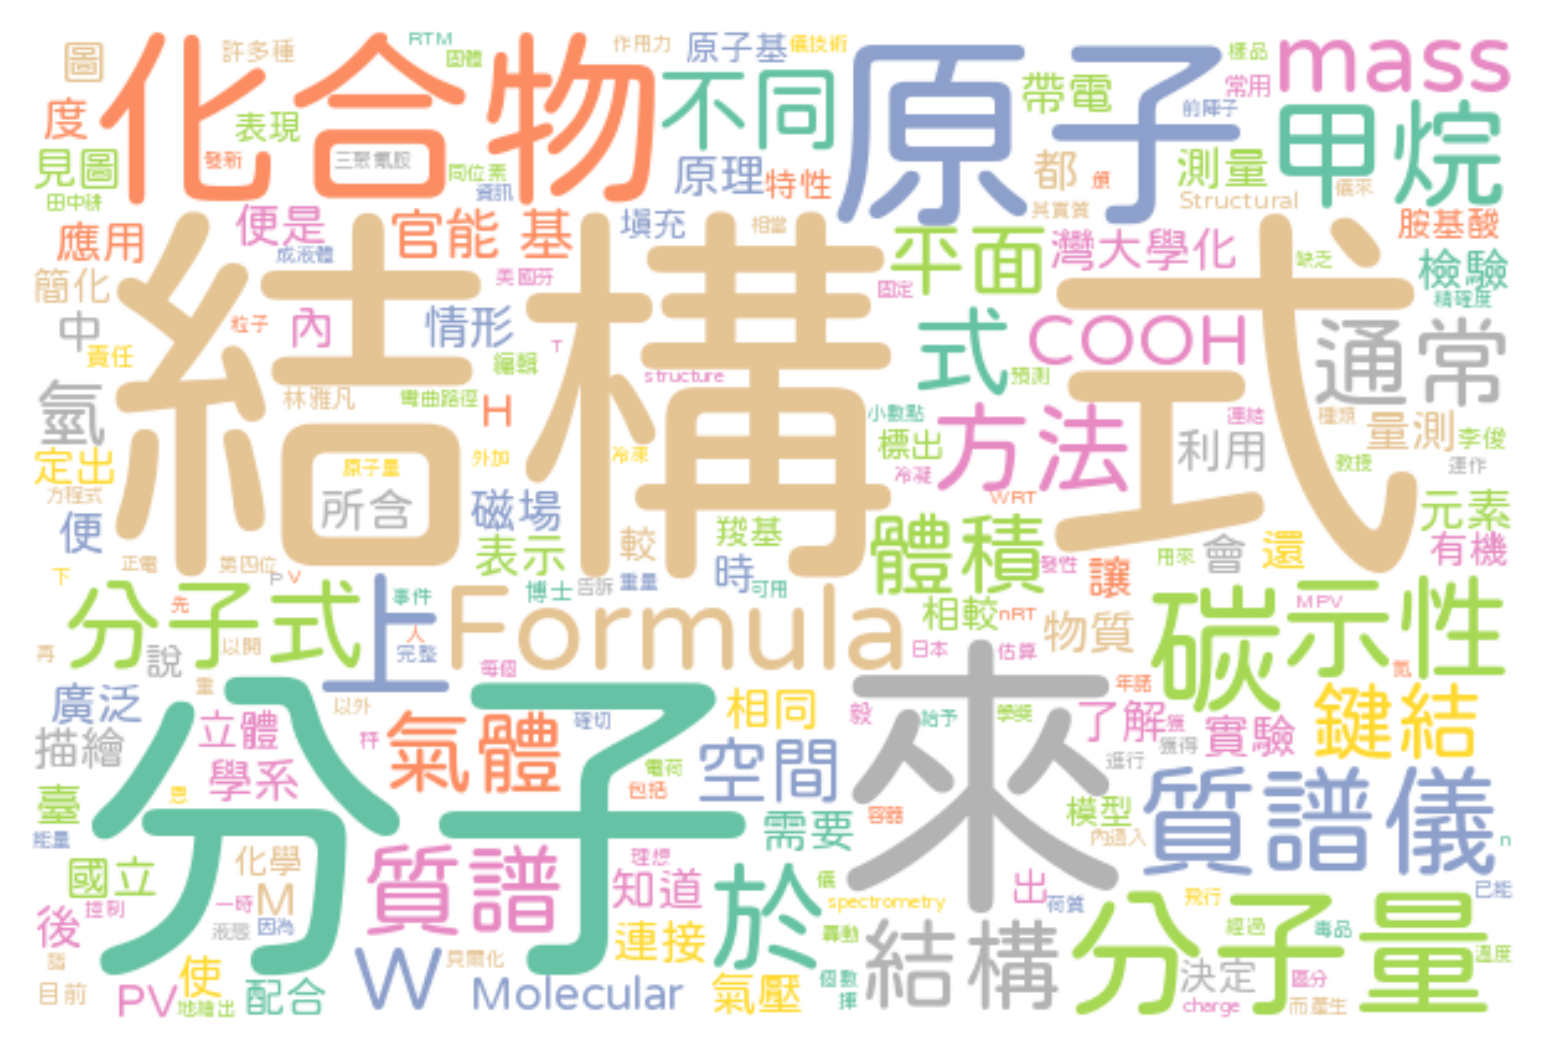 圖
許多種
RTM
固體
作用力
原子基
儀技術
樣品
mass
化合物
不同
原子
帶電
常用
度
表現
前陣子
甲烷
見圖
發新
三聚氰胺
同位素
資訊
原理
特性
都
頗
測量
儀來
田中耕
Structural
其實質
應用
便是
成液體
官能 基
填充
相當
平面
灣大學化
胺基酸
缺乏
檢驗
簡化
結構式
美國芬
固定
精確度
中
責任
粒子
內
情形
編輯
T
structure
式
COOH
預測
通常
氫
林雅凡
彎曲路徑
H
小數點
方法
連結
種類
量測
李俊
定出
原子量
外加
冷凍
標出
冷凝
利用
教授
運作
方程式
所含
磁場
WRT
元素
便
正電
第四位
表示
較
羧基
體積
發性
讓
用來
會
還
有機
下
PV
時
博士
告訴
重量
可用
分子式
先
上
事件
Formula
相較
nRT
物質
碳
MPV
示性
再
說
以開
人
完整
每個
日本
估算
氮
重
廣泛
立體
以外
確切
相同
毅
給予
學獎
年諾
了解
獲
實驗
鍵結
描繪
分子
抨
氣體
空間
來
獲得
進行
學系
電荷
包括
臺
恩
需要
容器
模型
內通入
質譜儀
n
能量
國立
化學
質譜
理想
知道
於
儀
spectrometry
出
荷質
已能
後
控制
一時
M
因為
液態
飛行
分子量
經過
毒品
連接
轟動
結構
決定
溫度
目前
使
PV
地繪出
配合
W
貝爾化
Molecular
氣壓
個數
揮
charge
區分
而產生